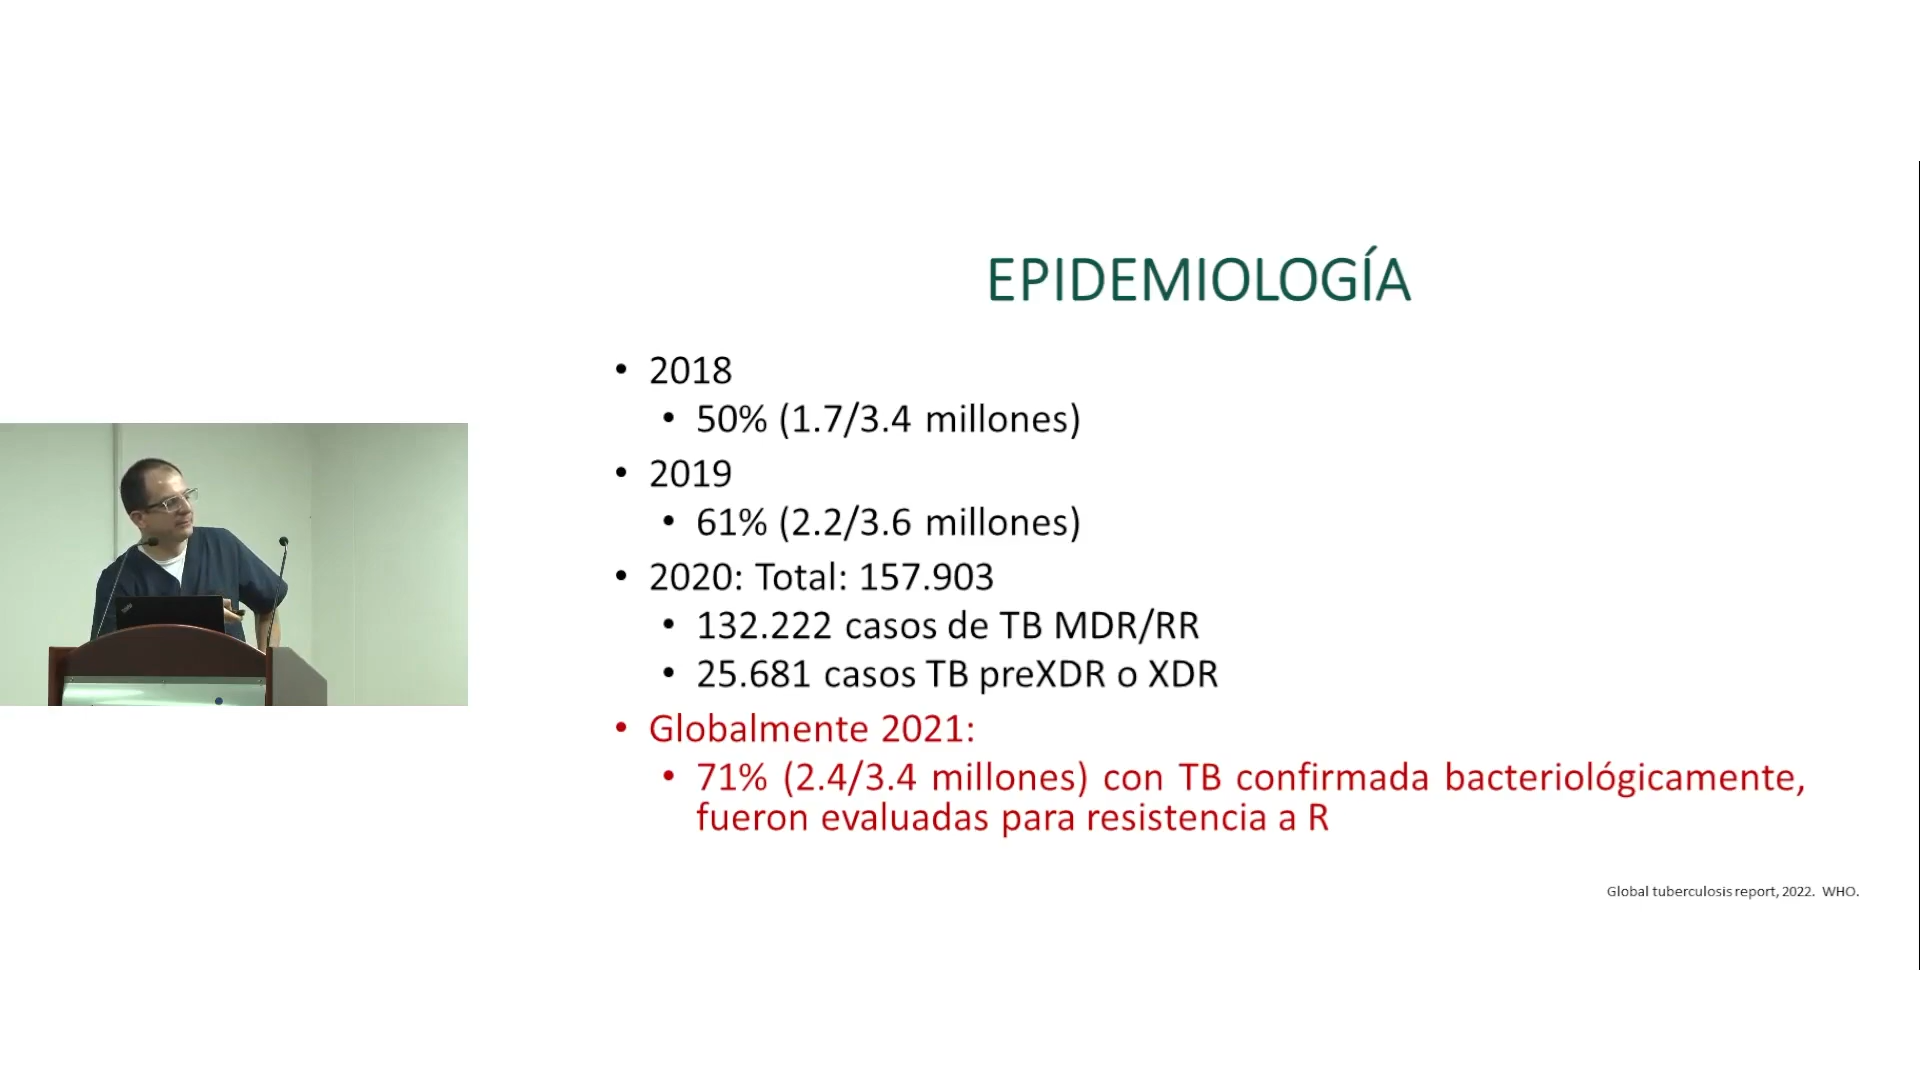 EPIDEMIOLOGÍA
• 2018
• 50% (1.7/3.4 millones)
• 2019
• 61% (2.2/3.6 millones)
• 2020: Total: 157.903
• 132.222 casos de TB MDR/RR
• 25.681 casos TB preXDR o XDR
• Globalmente 2021:
• 71% (2.4/3.4 millones) con TB confirmada bacteriológicamente,
fueron evaluadas para resistencia a R
Global tuberculosis report, 2022. WHO.